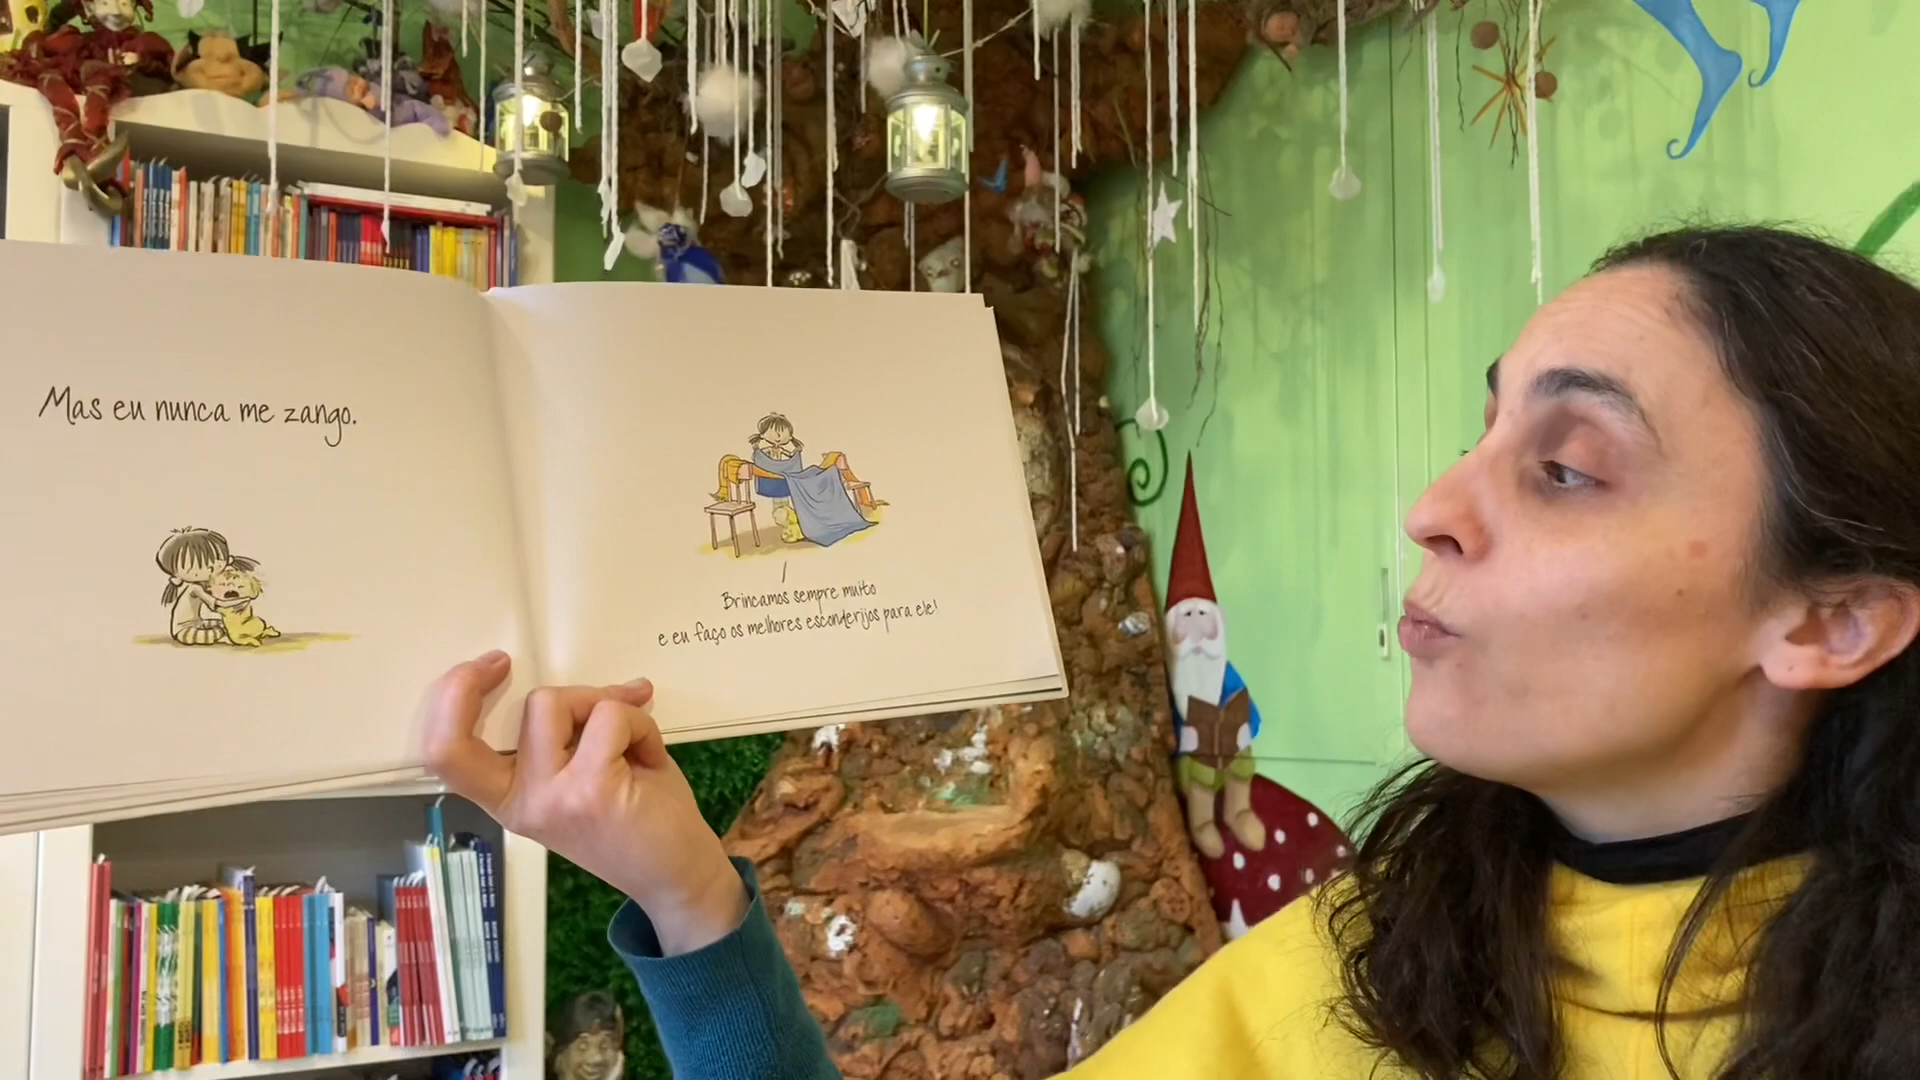 Mas eu nunca me zango.
Brincamos sempre muito
e eu faço os melhores esconderijos para ele!